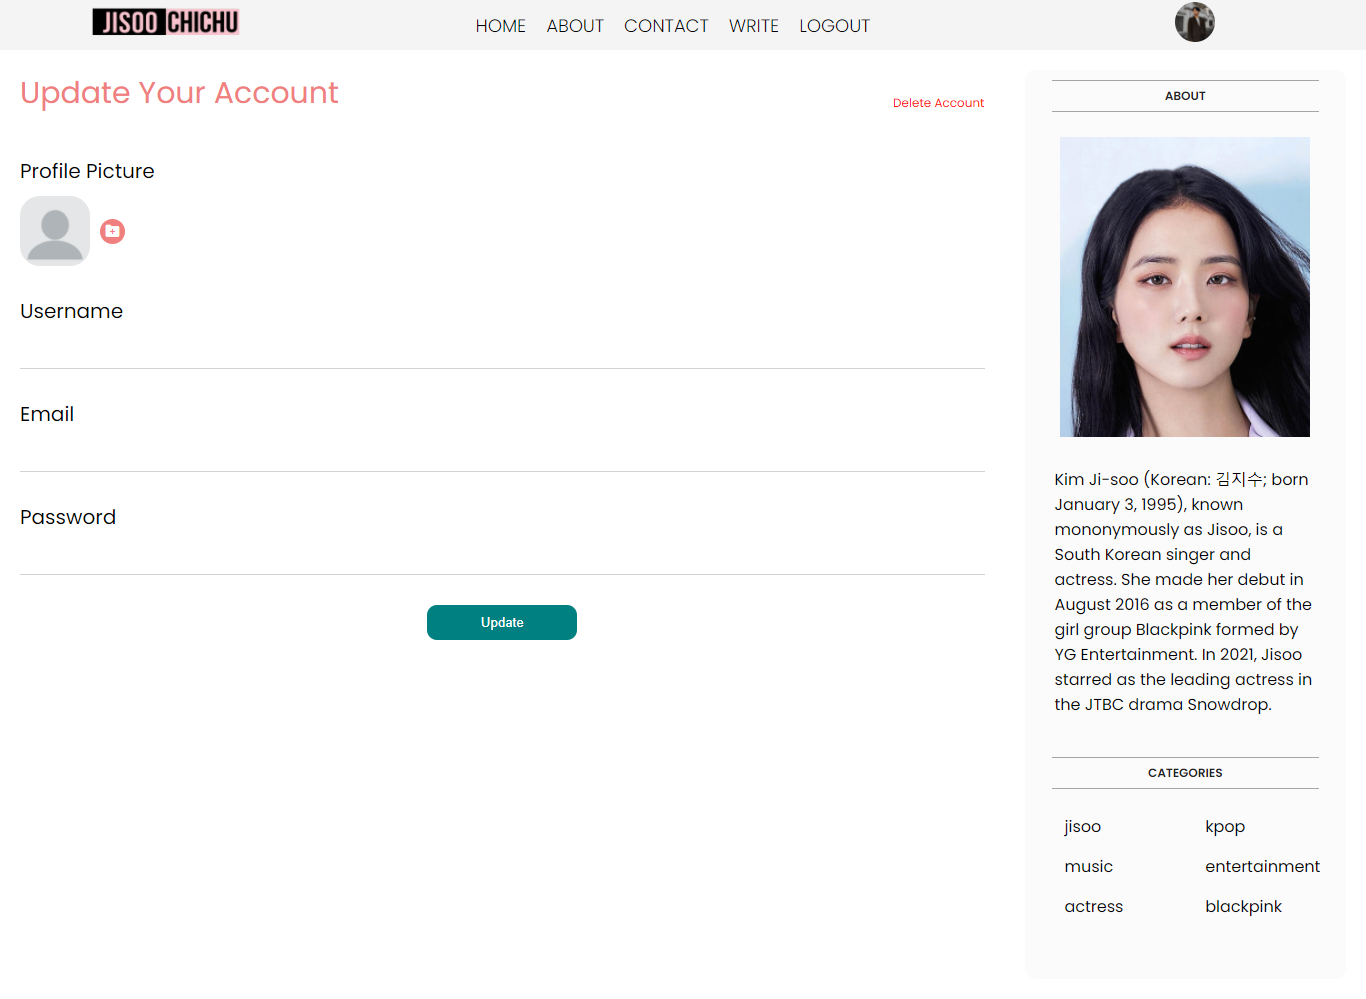 JISOO CHICHU
HOME ABOUT CONTACT WRITE LOGOUT
Update Your Account
Delete Account
Profile Picture
Username
Email
Password
Update
ABOUT
Kim Ji-soo (Korean: 김지수; born
January 3, 1995), known
mononymously as Jisoo, is a
South Korean singer and
actress. She made her debut in
August 2016 as a member of the
girl group Blackpink formed by
YG Entertainment. In 2021, Jisoo
starred as the leading actress in
the JTBC drama Snowdrop.
CATEGORIES
jisoo kpop
music entertainment
actress blackpink